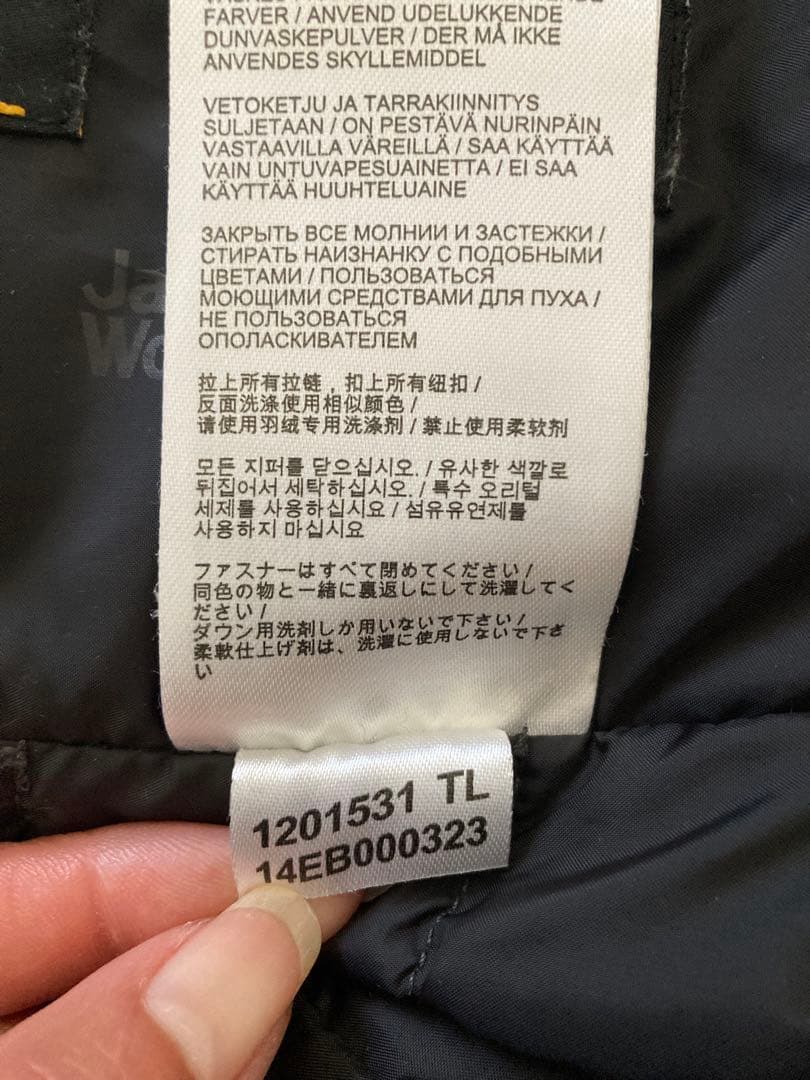 FARVER / ANVEND UDELUKKENDE
DUNVASKEPULVER / DER MÅ IKKE
ANVENDES SKYLLEMIDDEL
VETOKETJU JA TARRAKIINNITYS
SULJETAAN / ON PESTÄVÄ NURINPÄIN
VASTAAVILLA VÄREILLÄ / SAA KÄYTTÄÄ
VAIN UNTUVAPESUAINETTA / EI SAA
KÄYTTÄÄ HUUHTELUAINE
ЗАКРЫТЬ ВСЕ МОЛНИИ И ЗАСТЕЖКИ /
СТИРАТЬ НАИЗНАНКУ С ПОДОБНЫМИ
ЦВЕТАМИ / ПОЛЬЗОВАТЬСЯ
МОЮЩИМИ СРЕДСТВАМИ ДЛЯ ПУХА /
НЕ ПОЛЬЗОВАТЬСЯ
ОПОЛАСКИВАТЕЛЕМ
拉上所有拉链，扣上所有纽扣 /
反面洗涤使用相似颜色 /
请使用羽绒专用洗涤剂 / 禁止使用柔软剂
모든 지퍼를 닫으십시오. / 유사한 색깔로
뒤집어서 세탁하십시오. / 특수 오리털
세제를 사용하십시오 / 섬유유연제를
사용하지 마십시요
ファスナーはすべて閉めてください /
同色の物と一緒に裏返しにして洗濯してく
ださい /
ダウン用洗剤しか用いないで下さい /
柔軟仕上げ剤は、洗濯に使用しないで下さ
い
Ja
Wo
1201531 TL
14EB000323